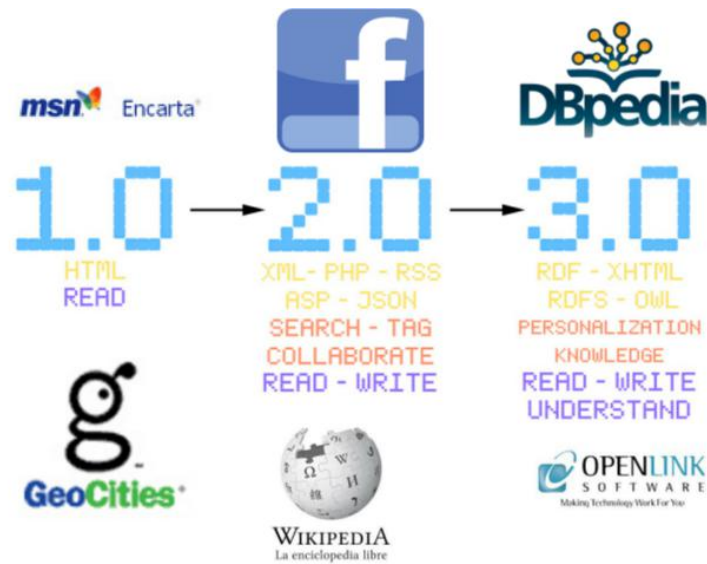 msn Encarta
f
DBpedia
1.0
2.0
3.0
HTML
READ
XML- PHP - RSS
ASP - JSON
SEARCH - TAG
COLLABORATE
READ - WRITE
RDF - XHTML
RDFS - OWL
PERSONALIZATION
KNOWLEDGE
READ - WRITE
UNDERSTAND
g
GeoCities
Ω W И
WIKIPEDIA
La enciclopedia libre
OPENLINK
SOFTWARE
Making Technology Work For You